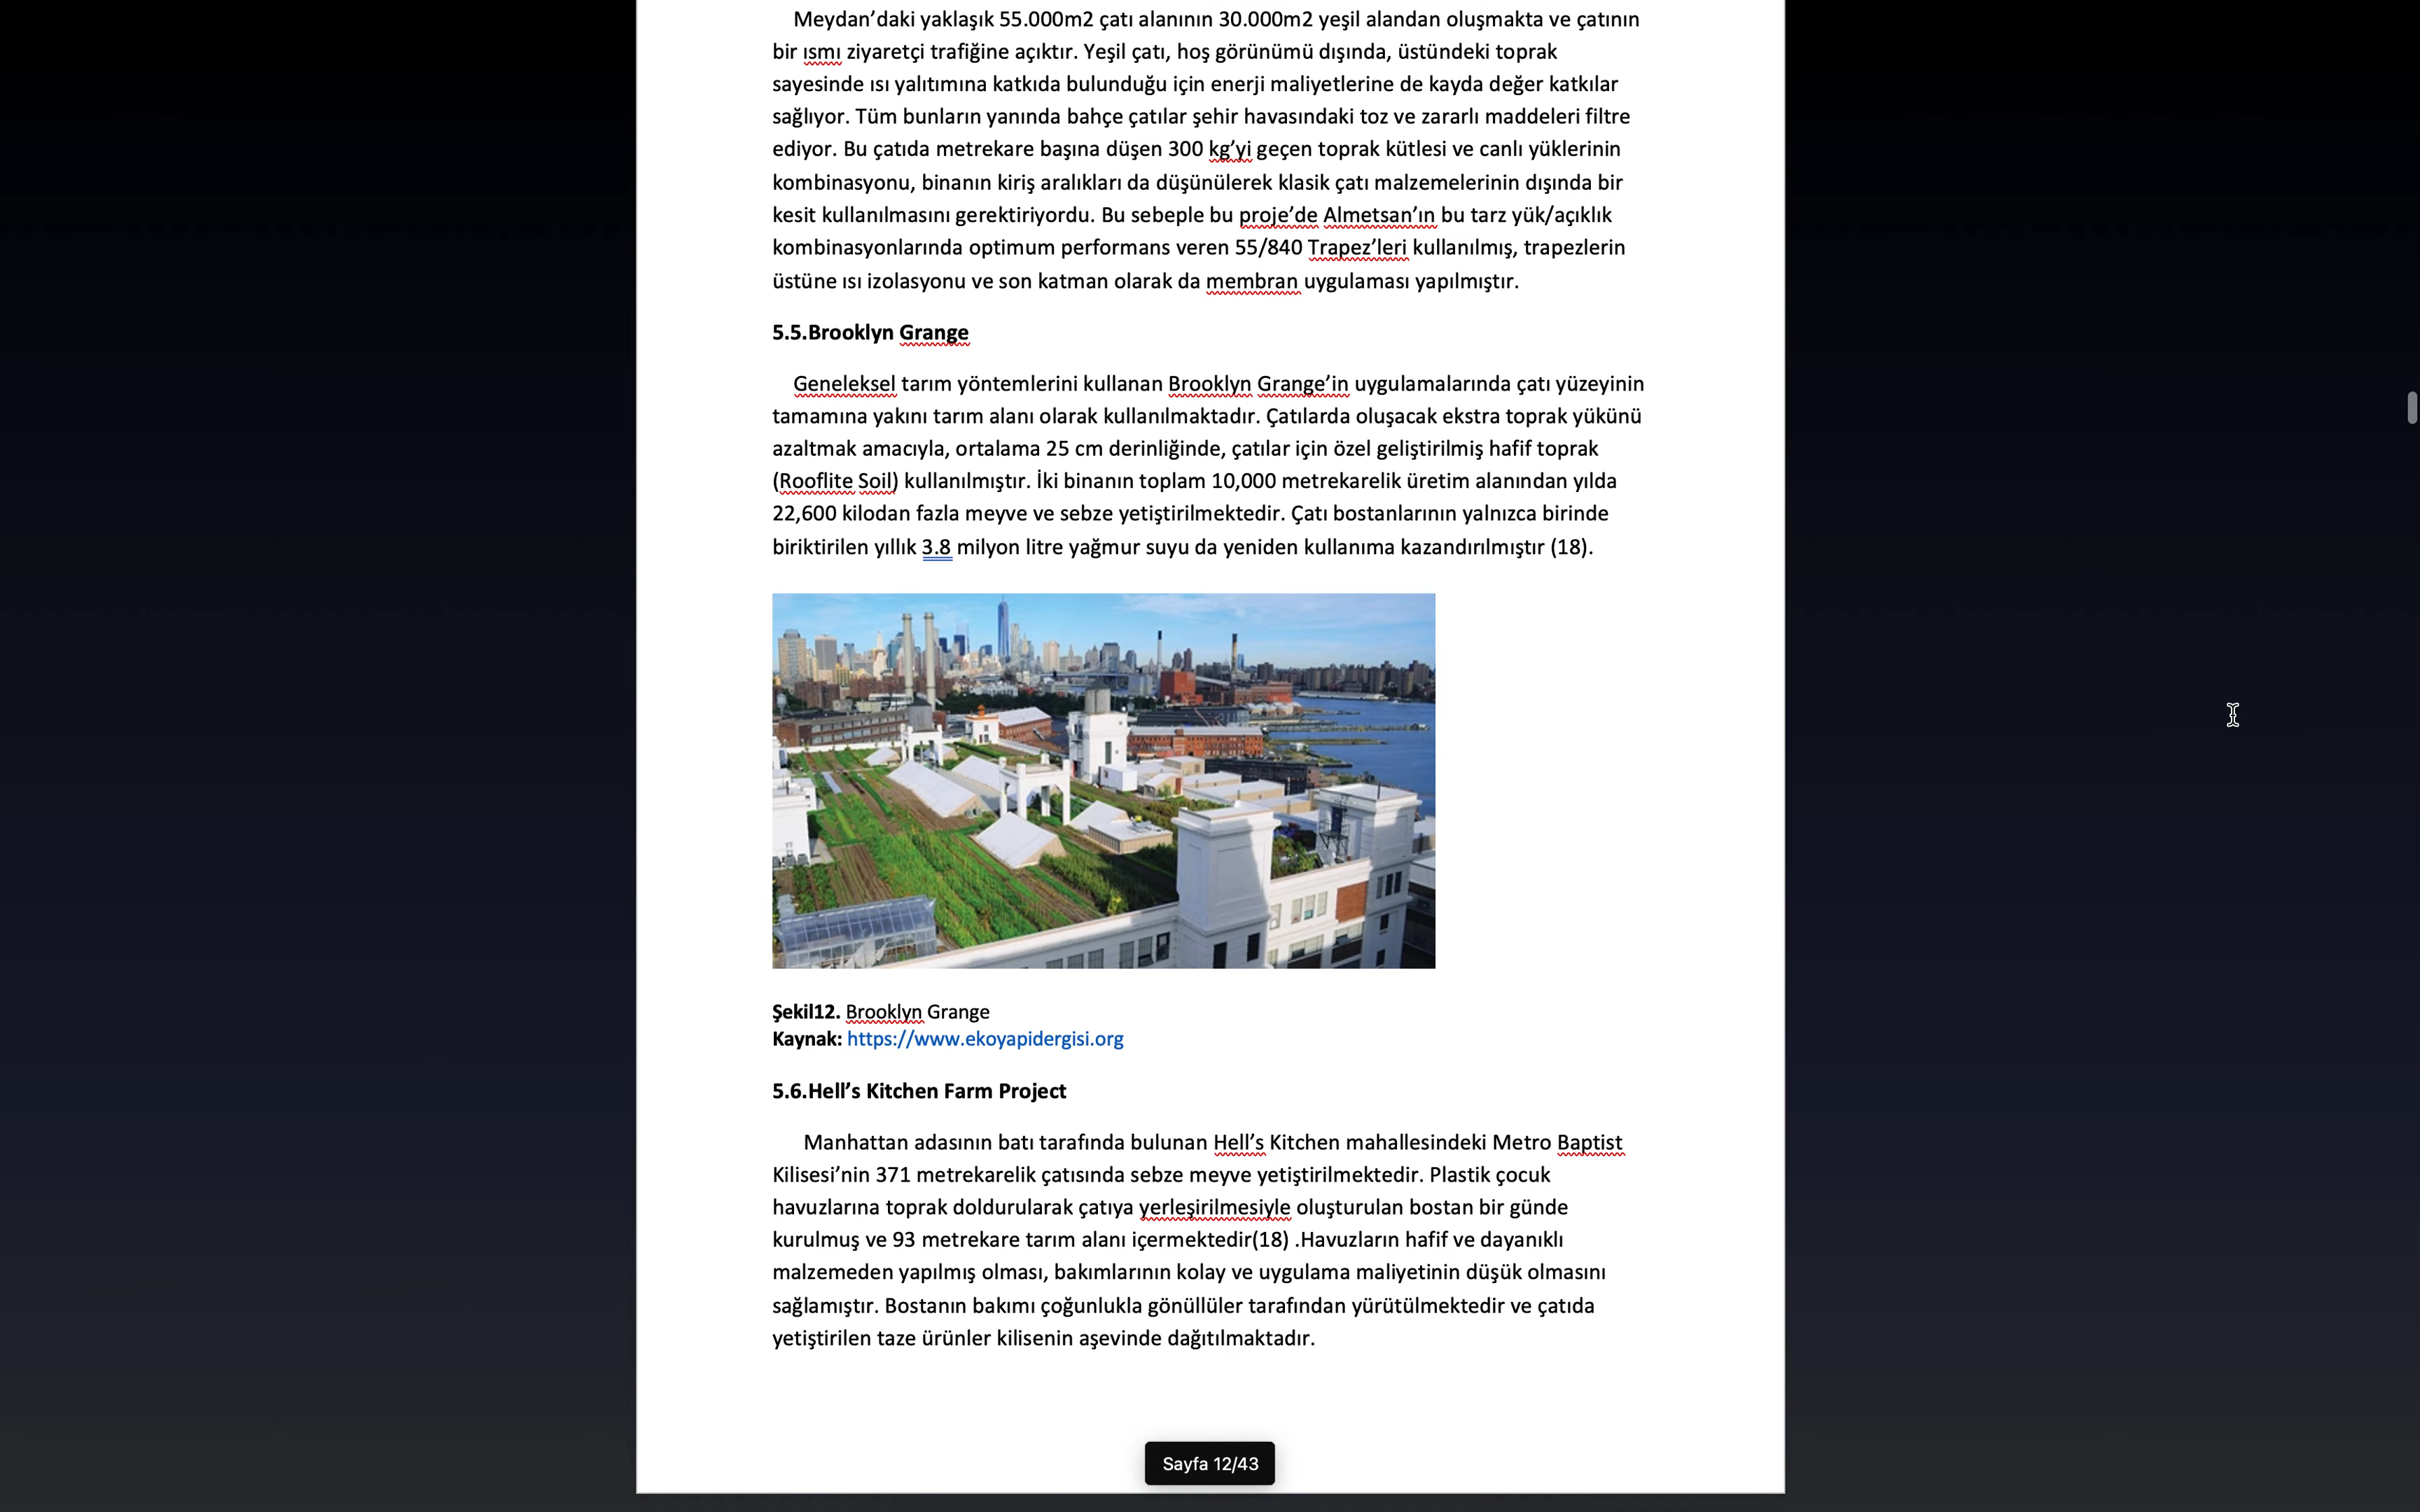 Meydan’daki yaklaşık 55.000m2 çatı alanının 30.000m2 yeşil alandan oluşmakta ve çatının
bir ısmı ziyaretçi trafiğine açıktır. Yeşil çatı, hoş görünümü dışında, üstündeki toprak
sayesinde ısı yalıtımına katkıda bulunduğu için enerji maliyetlerine de kayda değer katkılar
sağlıyor. Tüm bunların yanında bahçe çatılar şehir havasındaki toz ve zararlı maddeleri filtre
ediyor. Bu çatıda metrekare başına düşen 300 kg’yi geçen toprak kütlesi ve canlı yüklerinin
kombinasyonu, binanın kiriş aralıkları da düşünülerek klasik çatı malzemelerinin dışında bir
kesit kullanılmasını gerektiriyordu. Bu sebeple bu proje’de Almetsan’ın bu tarz yük/açıklık
kombinasyonlarında optimum performans veren 55/840 Trapez’leri kullanılmış, trapezlerin
üstüne ısı izolasyonu ve son katman olarak da membran uygulaması yapılmıştır.
5.5.Brooklyn Grange
Geneleksel tarım yöntemlerini kullanan Brooklyn Grange’in uygulamalarında çatı yüzeyinin
tamamına yakını tarım alanı olarak kullanılmaktadır. Çatılarda oluşacak ekstra toprak yükünü
azaltmak amacıyla, ortalama 25 cm derinliğinde, çatılar için özel geliştirilmiş hafif toprak
(Rooflite Soil) kullanılmıştır. İki binanın toplam 10,000 metrekarelik üretim alanından yılda
22,600 kilodan fazla meyve ve sebze yetiştirilmektedir. Çatı bostanlarının yalnızca birinde
biriktirilen yıllık 3.8 milyon litre yağmur suyu da yeniden kullanıma kazandırılmıştır (18).
Şekil12. Brooklyn Grange
Kaynak: https://www.ekoyapidergisi.org
5.6.Hell’s Kitchen Farm Project
Manhattan adasının batı tarafında bulunan Hell’s Kitchen mahallesindeki Metro Baptist
Kilisesi’nin 371 metrekarelik çatısında sebze meyve yetiştirilmektedir. Plastik çocuk
havuzlarına toprak doldurularak çatıya yerleşirilmesiyle oluşturulan bostan bir günde
kurulmuş ve 93 metrekare tarım alanı içermektedir(18) .Havuzların hafif ve dayanıklı
malzemeden yapılmış olması, bakımlarının kolay ve uygulama maliyetinin düşük olmasını
sağlamıştır. Bostanın bakımı çoğunlukla gönüllüler tarafından yürütülmektedir ve çatıda
yetiştirilen taze ürünler kilisenin aşevinde dağıtılmaktadır.
Sayfa 12/43